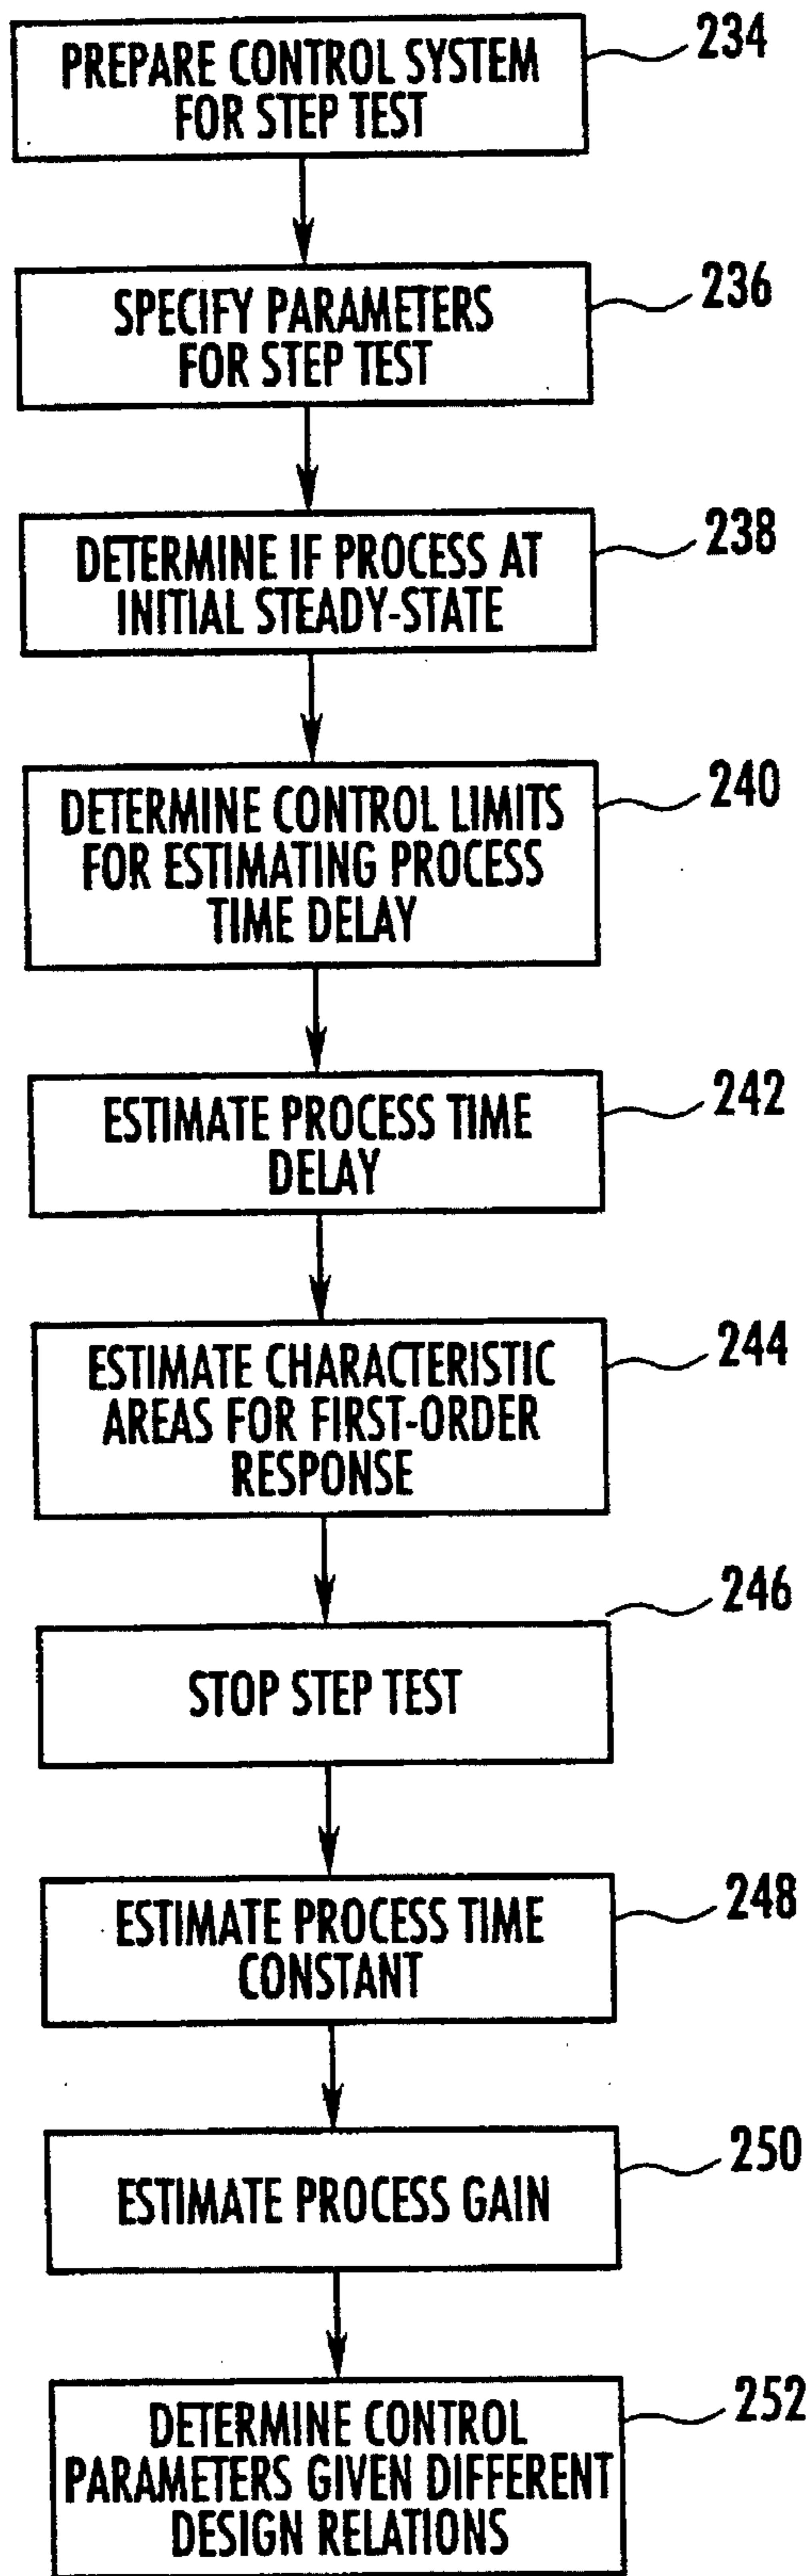 PREPARE CONTROL SYSTEM
FOR STEP TEST
234
SPECIFY PARAMETERS
FOR STEP TEST
236
DETERMINE IF PROCESS AT
INITIAL STEADY-STATE
238
DETERMINE CONTROL LIMITS
FOR ESTIMATING PROCESS
TIME DELAY
240
ESTIMATE PROCESS TIME
DELAY
242
ESTIMATE CHARACTERISTIC
AREAS FOR FIRST-ORDER
RESPONSE
244
STOP STEP TEST
246
ESTIMATE PROCESS TIME
CONSTANT
248
ESTIMATE PROCESS GAIN
250
DETERMINE CONTROL
PARAMETERS GIVEN DIFFERENT
DESIGN RELATIONS
252